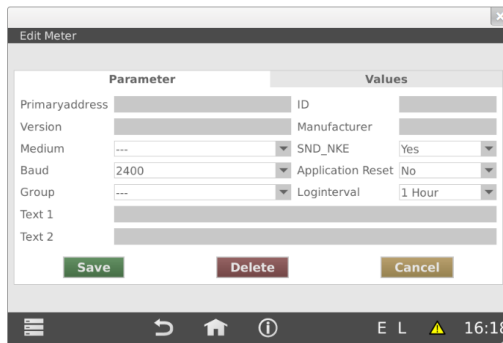 Edit Meter
Parameter Values
Primaryaddress ID
Version Manufacturer
Medium --- SND_NKE Yes
Baud 2400 Application Reset No
Group --- Loginterval 1 Hour
Text 1
Text 2
Save Delete Cancel
E L 16:18